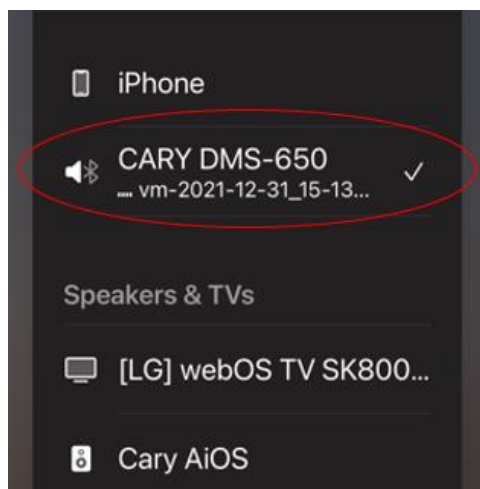 iPhone
CARY DMS-650
.... vm-2021-12-31_15-13...
Speakers & TVs
[LG] webOS TV SK800...
Cary AiOS